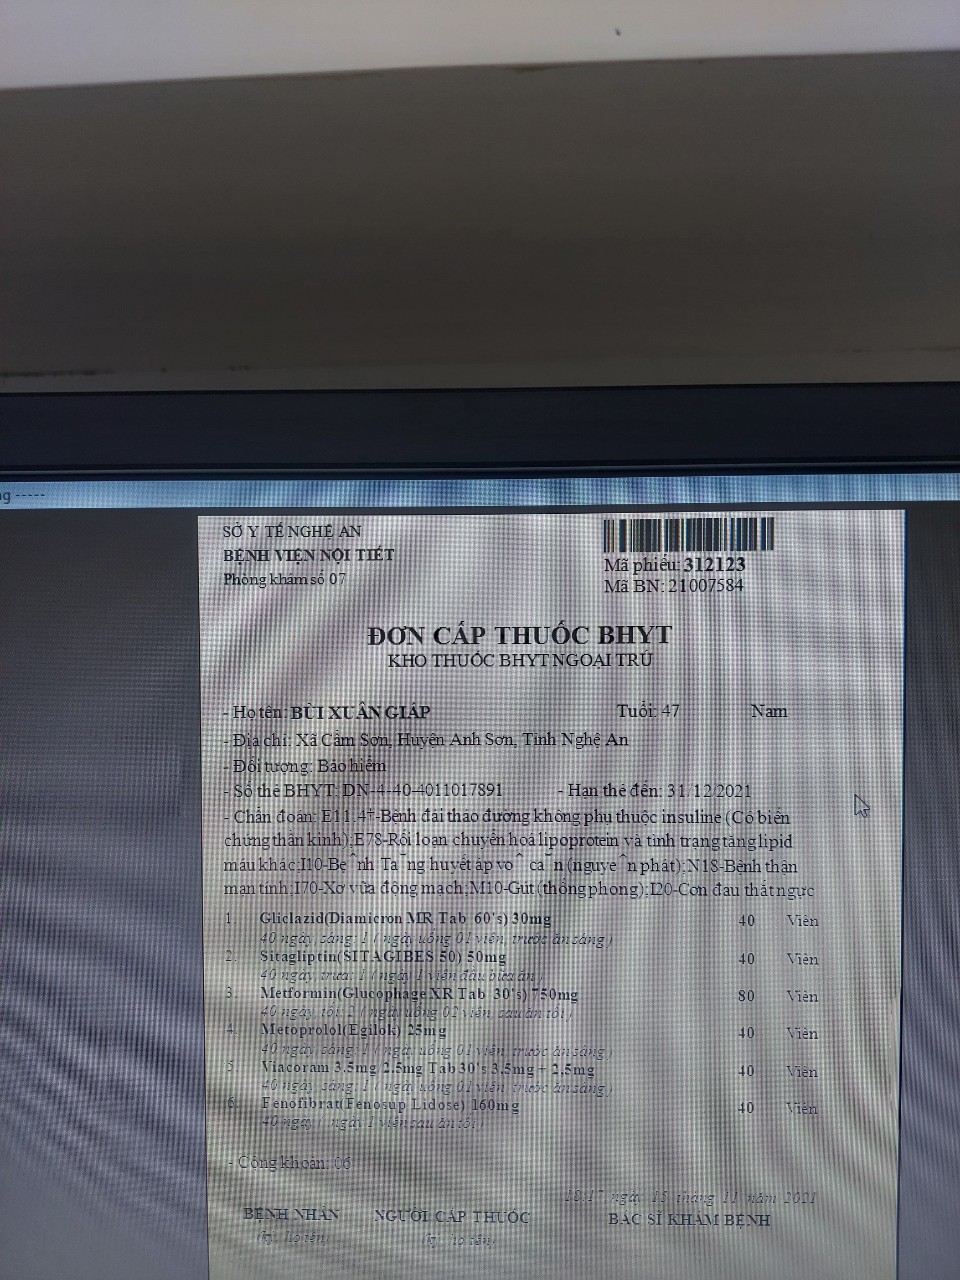 ng -----
SỞ Y TẾ NGHỆ AN
BỆNH VIỆN NỘI TIẾT
Phòng khám số 07
Mã phiếu: 312123
Mã BN: 21007584
ĐƠN CẤP THUỐC BHYT
KHO THUỐC BHYT NGOẠI TRÚ
- Họ tên: BÙI XUÂN GIÁP Tuổi: 47 Nam
- Địa chỉ: Xã Cẩm Sơn, Huyện Anh Sơn, Tỉnh Nghệ An
- Đối tượng: Bảo hiểm
- Số thẻ BHYT: DN-4-40-4011017891 - Hạn thẻ đến: 31/12/2021
- Chẩn đoán: E11.4†-Bệnh đái tháo đường không phụ thuộc insuline (Có biến
chứng thần kinh);E78-Rối loạn chuyển hoá lipoprotein và tình trạng tăng lipid
máu khác;I10-Bệnh Tăng huyết áp vô căn (nguyên phát);N18-Bệnh thận
mạn tính;I70-Xơ vữa động mạch;M10-Gút (thống phong);I20-Cơn đau thắt ngực
1. Gliclazid(Diamicron MR Tab 60's) 30mg 40 Viên
40 ngày, sáng: 1 ( ngày uống 01 viên, trước ăn sáng )
2. Sitagliptin(SITAGIBES 50) 50mg 40 Viên
40 ngày, trưa: 1 ( ngày 1 viên đầu bữa ăn )
3. Metformin(Glucophage XR Tab 30's) 750mg 80 Viên
40 ngày, tối: 2 ( ngày uống 02 viên, sau ăn tối )
4. Metoprolol(Egilok) 25mg 40 Viên
40 ngày, sáng: 1 ( ngày uống 01 viên, trước ăn sáng )
5. Viacoram 3.5mg/2.5mg Tab 30's 3,5mg + 2,5mg 40 Viên
40 ngày, sáng: 1 ( ngày uống 01 viên, trước ăn sáng )
6. Fenofibrat(Fenosup Lidose) 160mg 40 Viên
40 ngày ( ngày 1 viên sau ăn tối )
- Cộng khoản: 06
ngày 15 tháng 11 năm 2021
BỆNH NHÂN NGƯỜI CẤP THUỐC BÁC SĨ KHÁM BỆNH
(ký, họ tên) (ký, họ tên)